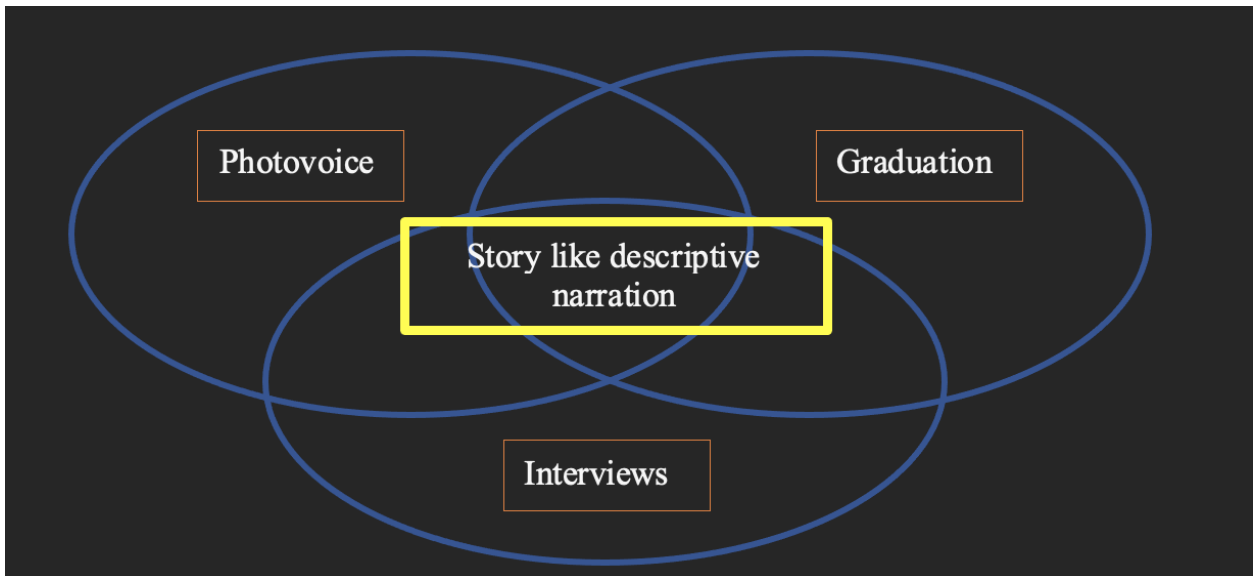 Photovoice
Graduation
Story like descriptive
narration
Interviews